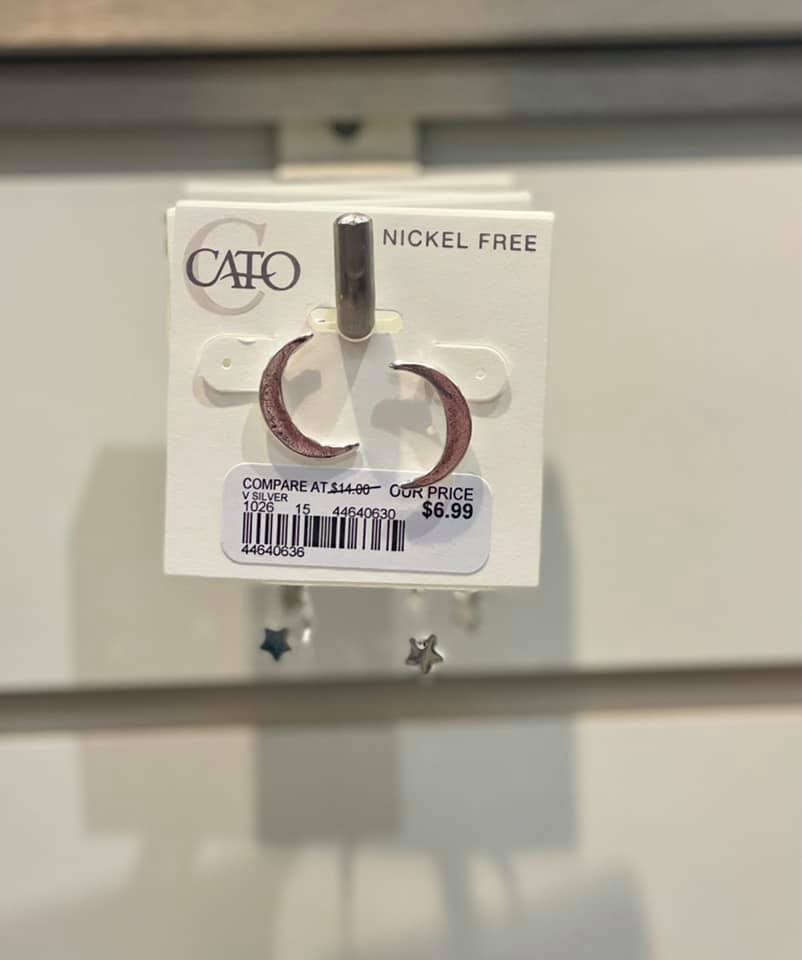 CATO
NICKEL FREE
COMPARE AT $14.00 OUR PRICE
V SILVER
1026 15 44640630 $6.99
44640636